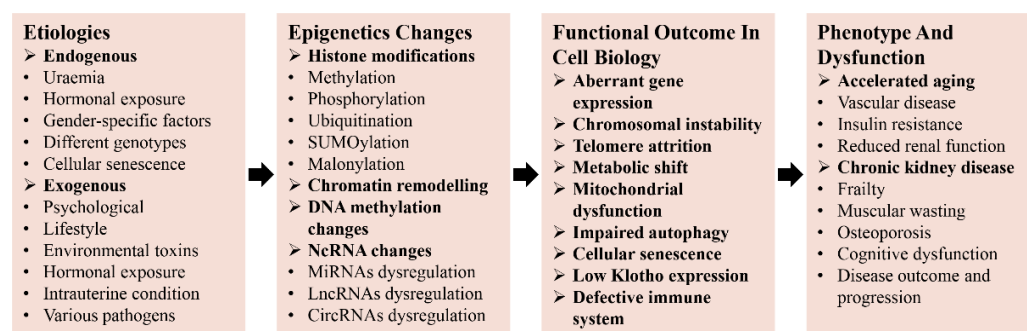 Etiologies
➢ Endogenous
• Uraemia
• Hormonal exposure
• Gender-specific factors
• Different genotypes
• Cellular senescence
➢ Exogenous
• Psychological
• Lifestyle
• Environmental toxins
• Hormonal exposure
• Intrauterine condition
• Various pathogens
Epigenetics Changes
➢ Histone modifications
• Methylation
• Phosphorylation
• Ubiquitination
• SUMOylation
• Malonylation
➢ Chromatin remodelling
➢ DNA methylation
changes
➢ NcRNA changes
• MiRNAs dysregulation
• LncRNAs dysregulation
• CircRNAs dysregulation
Functional Outcome In
Cell Biology
➢ Aberrant gene
expression
➢ Chromosomal instability
➢ Telomere attrition
➢ Metabolic shift
➢ Mitochondrial
dysfunction
➢ Impaired autophagy
➢ Cellular senescence
➢ Low Klotho expression
➢ Defective immune
system
Phenotype And
Dysfunction
➢ Accelerated aging
• Vascular disease
• Insulin resistance
• Reduced renal function
➢ Chronic kidney disease
• Frailty
• Muscular wasting
• Osteoporosis
• Cognitive dysfunction
• Disease outcome and
progression